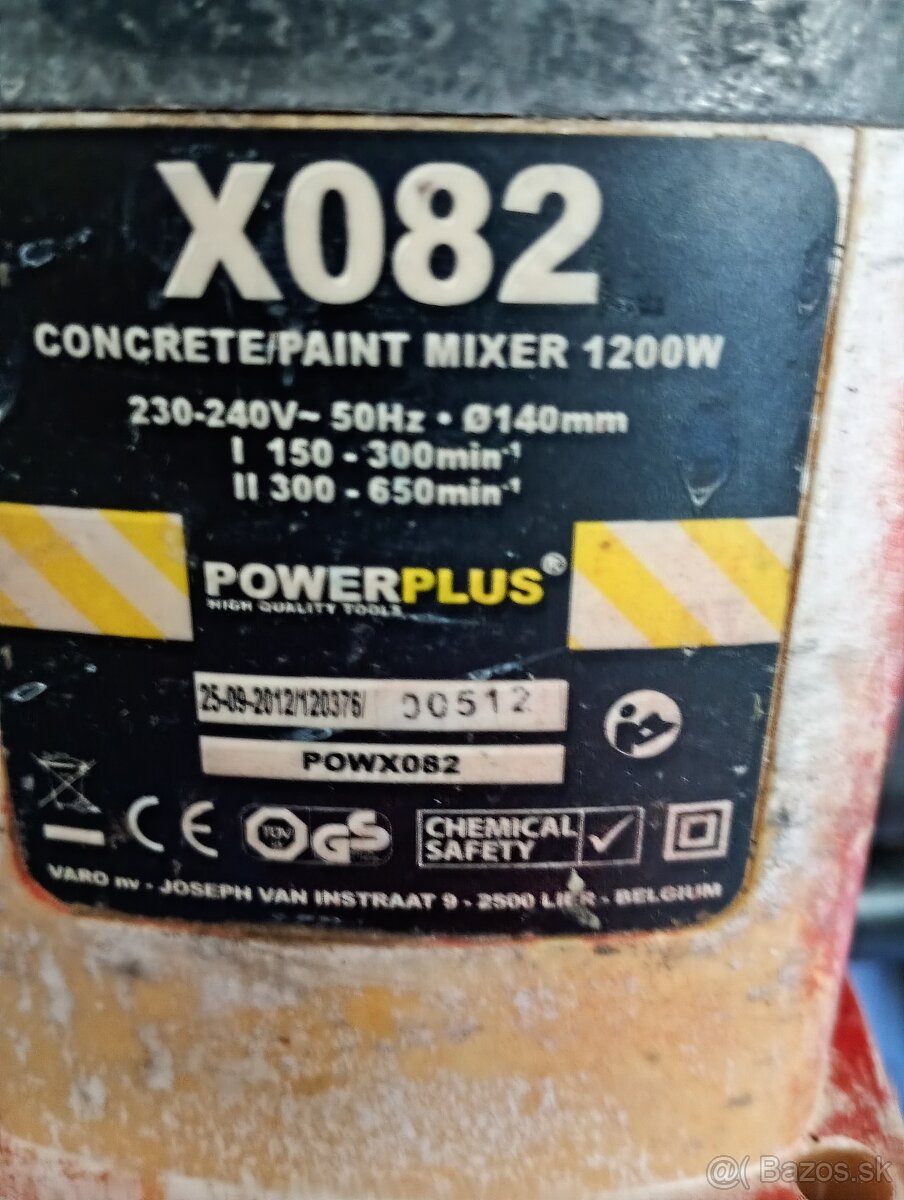 X082
CONCRETE/PAINT MIXER 1200W
230-240V~ 50Hz • Ø140mm
I 150 - 300min-¹
II 300 - 650min-¹
POWERPLUS®
HIGH QUALITY TOOLS
25-09-2012/120376/ 00512
POWX082
CE TÜV GS CHEMICAL SAFETY
VARO nv - JOSEPH VAN INSTRAAT 9 - 2500 LIER - BELGIUM
@( Bazos.sk